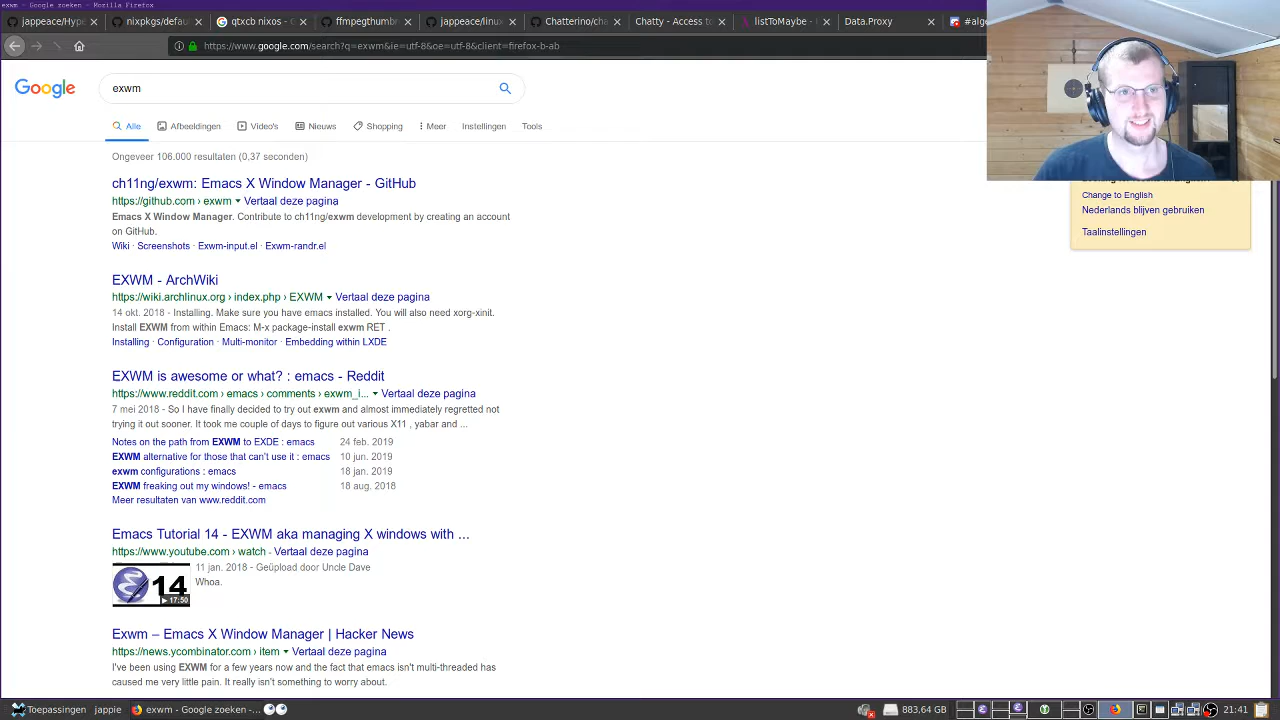 exwm - Google zoeken - Mozilla Firefox
jappeace/Hype
nixpkgs/defau
qtxcb nixos - G
ffmpegthumb
jappeace/linux
Chatterino/cha
Chatty - Access to
listToMaybe -
Data.Proxy
#algo
https://www.google.com/search?q=exwm&ie=utf-8&oe=utf-8&client=firefox-b-ab
Google
exwm
Alle
Afbeeldingen
Video's
Nieuws
Shopping
Meer
Instellingen
Tools
Ongeveer 106.000 resultaten (0,37 seconden)
ch11ng/exwm: Emacs X Window Manager - GitHub
https://github.com › exwm Vertaal deze pagina
Emacs X Window Manager. Contribute to ch11ng/exwm development by creating an account
on GitHub.
Wiki · Screenshots · Exwm-input.el · Exwm-randr.el
Change to English
Nederlands blijven gebruiken
Taalinstellingen
EXWM - ArchWiki
https://wiki.archlinux.org › index.php › EXWM Vertaal deze pagina
14 okt. 2018 - Installing. Make sure you have emacs installed. You will also need xorg-xinit.
Install EXWM from within Emacs: M-x package-install exwm RET .
Installing · Configuration · Multi-monitor · Embedding within LXDE
EXWM is awesome or what? : emacs - Reddit
https://www.reddit.com › emacs › comments › exwm_i... Vertaal deze pagina
7 mei 2018 - So I have finally decided to try out exwm and almost immediately regretted not
trying it out sooner. It took me couple of days to figure out various X11 , yabar and ...
Notes on the path from EXWM to EXDE : emacs 24 feb. 2019
EXWM alternative for those that can't use it : emacs 10 jun. 2019
exwm configurations : emacs 18 jan. 2019
EXWM freaking out my windows! - emacs 18 aug. 2018
Meer resultaten van www.reddit.com
Emacs Tutorial 14 - EXWM aka managing X windows with ...
https://www.youtube.com › watch - Vertaal deze pagina
11 jan. 2018 - Geüpload door Uncle Dave
Whoa.
14
17:50
Exwm – Emacs X Window Manager | Hacker News
https://news.ycombinator.com › item Vertaal deze pagina
I've been using EXWM for a few years now and the fact that emacs isn't multi-threaded has
caused me very little pain. It really isn't something to worry about.
Toepassingen
jappie
exwm - Google zoeken -...
883,64 GB
21:41